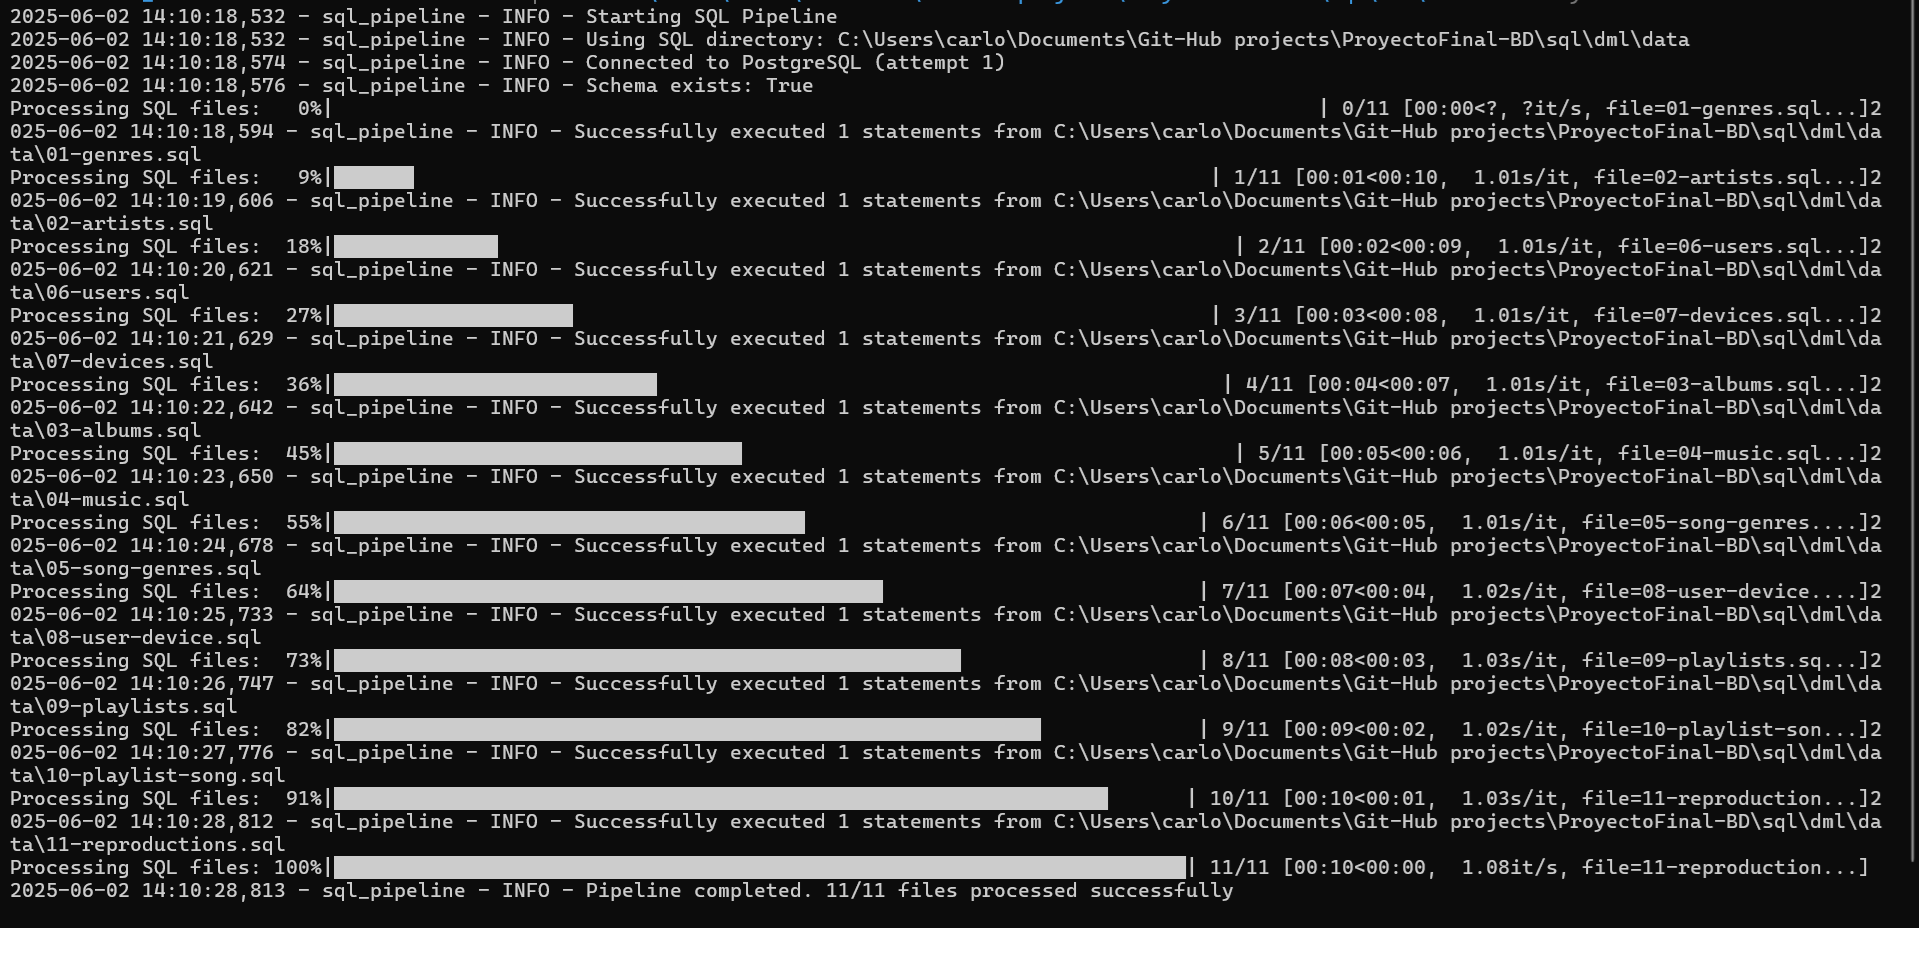 2025-06-02 14:10:18,532 - sql_pipeline - INFO - Starting SQL Pipeline
2025-06-02 14:10:18,532 - sql_pipeline - INFO - Using SQL directory: C:\Users\carlo\Documents\Git-Hub projects\ProyectoFinal-BD\sql\dml\data
2025-06-02 14:10:18,574 - sql_pipeline - INFO - Connected to PostgreSQL (attempt 1)
2025-06-02 14:10:18,576 - sql_pipeline - INFO - Schema exists: True
Processing SQL files:   0%| | 0/11 [00:00<?, ?it/s, file=01-genres.sql...]2
025-06-02 14:10:18,594 - sql_pipeline - INFO - Successfully executed 1 statements from C:\Users\carlo\Documents\Git-Hub projects\ProyectoFinal-BD\sql\dml\da
ta\01-genres.sql
Processing SQL files:   9%| | 1/11 [00:01<00:10,  1.01s/it, file=02-artists.sql...]2
025-06-02 14:10:19,606 - sql_pipeline - INFO - Successfully executed 1 statements from C:\Users\carlo\Documents\Git-Hub projects\ProyectoFinal-BD\sql\dml\da
ta\02-artists.sql
Processing SQL files:  18%| | 2/11 [00:02<00:09,  1.01s/it, file=06-users.sql...]2
025-06-02 14:10:20,621 - sql_pipeline - INFO - Successfully executed 1 statements from C:\Users\carlo\Documents\Git-Hub projects\ProyectoFinal-BD\sql\dml\da
ta\06-users.sql
Processing SQL files:  27%| | 3/11 [00:03<00:08,  1.01s/it, file=07-devices.sql...]2
025-06-02 14:10:21,629 - sql_pipeline - INFO - Successfully executed 1 statements from C:\Users\carlo\Documents\Git-Hub projects\ProyectoFinal-BD\sql\dml\da
ta\07-devices.sql
Processing SQL files:  36%| | 4/11 [00:04<00:07,  1.01s/it, file=03-albums.sql...]2
025-06-02 14:10:22,642 - sql_pipeline - INFO - Successfully executed 1 statements from C:\Users\carlo\Documents\Git-Hub projects\ProyectoFinal-BD\sql\dml\da
ta\03-albums.sql
Processing SQL files:  45%| | 5/11 [00:05<00:06,  1.01s/it, file=04-music.sql...]2
025-06-02 14:10:23,650 - sql_pipeline - INFO - Successfully executed 1 statements from C:\Users\carlo\Documents\Git-Hub projects\ProyectoFinal-BD\sql\dml\da
ta\04-music.sql
Processing SQL files:  55%| | 6/11 [00:06<00:05,  1.01s/it, file=05-song-genres....]2
025-06-02 14:10:24,678 - sql_pipeline - INFO - Successfully executed 1 statements from C:\Users\carlo\Documents\Git-Hub projects\ProyectoFinal-BD\sql\dml\da
ta\05-song-genres.sql
Processing SQL files:  64%| | 7/11 [00:07<00:04,  1.02s/it, file=08-user-device....]2
025-06-02 14:10:25,733 - sql_pipeline - INFO - Successfully executed 1 statements from C:\Users\carlo\Documents\Git-Hub projects\ProyectoFinal-BD\sql\dml\da
ta\08-user-device.sql
Processing SQL files:  73%| | 8/11 [00:08<00:03,  1.03s/it, file=09-playlists.sq...]2
025-06-02 14:10:26,747 - sql_pipeline - INFO - Successfully executed 1 statements from C:\Users\carlo\Documents\Git-Hub projects\ProyectoFinal-BD\sql\dml\da
ta\09-playlists.sql
Processing SQL files:  82%| | 9/11 [00:09<00:02,  1.02s/it, file=10-playlist-son...]2
025-06-02 14:10:27,776 - sql_pipeline - INFO - Successfully executed 1 statements from C:\Users\carlo\Documents\Git-Hub projects\ProyectoFinal-BD\sql\dml\da
ta\10-playlist-song.sql
Processing SQL files:  91%| | 10/11 [00:10<00:01,  1.03s/it, file=11-reproduction...]2
025-06-02 14:10:28,812 - sql_pipeline - INFO - Successfully executed 1 statements from C:\Users\carlo\Documents\Git-Hub projects\ProyectoFinal-BD\sql\dml\da
ta\11-reproductions.sql
Processing SQL files: 100%| | 11/11 [00:10<00:00,  1.08it/s, file=11-reproduction...]
2025-06-02 14:10:28,813 - sql_pipeline - INFO - Pipeline completed. 11/11 files processed successfully